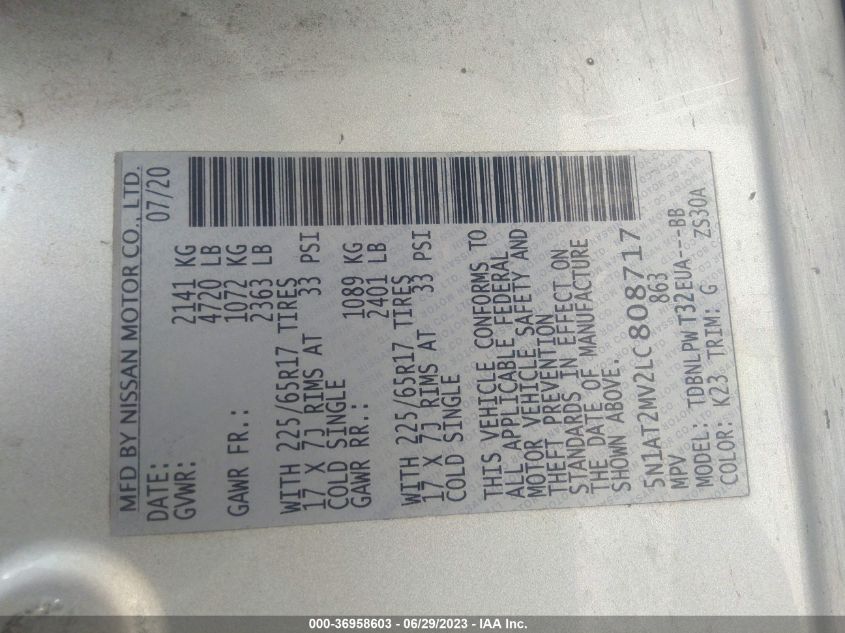 MFD BY NISSAN MOTOR CO., LTD.
DATE: 07/20
GVWR: 2141 KG
4720 LB
GAWR FR.: 1072 KG
2363 LB
WITH 225/65R17 TIRES
17 X 7J RIMS AT 33 PSI
COLD SINGLE
GAWR RR.: 1089 KG
2401 LB
WITH 225/65R17 TIRES
17 X 7J RIMS AT 33 PSI
COLD SINGLE
THIS VEHICLE CONFORMS TO
ALL APPLICABLE FEDERAL
MOTOR VEHICLE SAFETY AND
THEFT PREVENTION
STANDARDS IN EFFECT ON
THE DATE OF MANUFACTURE
SHOWN ABOVE.
5N1AT2MV2LC808717
MPV 863
MODEL: TDBNLPWT32EUA---BB
COLOR: K23 TRIM: G ZS30A
000-36958603 - 06/29/2023 - IAA Inc.